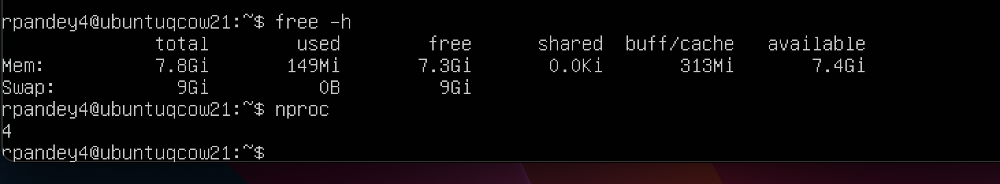 rpandey4@ubuntuqcow21:~$ free -h
total used free shared buff/cache available
Mem: 7.8Gi 149Mi 7.3Gi 0.0Ki 313Mi 7.4Gi
Swap: 9Gi 0B 9Gi
rpandey4@ubuntuqcow21:~$ nproc
4
rpandey4@ubuntuqcow21:~$